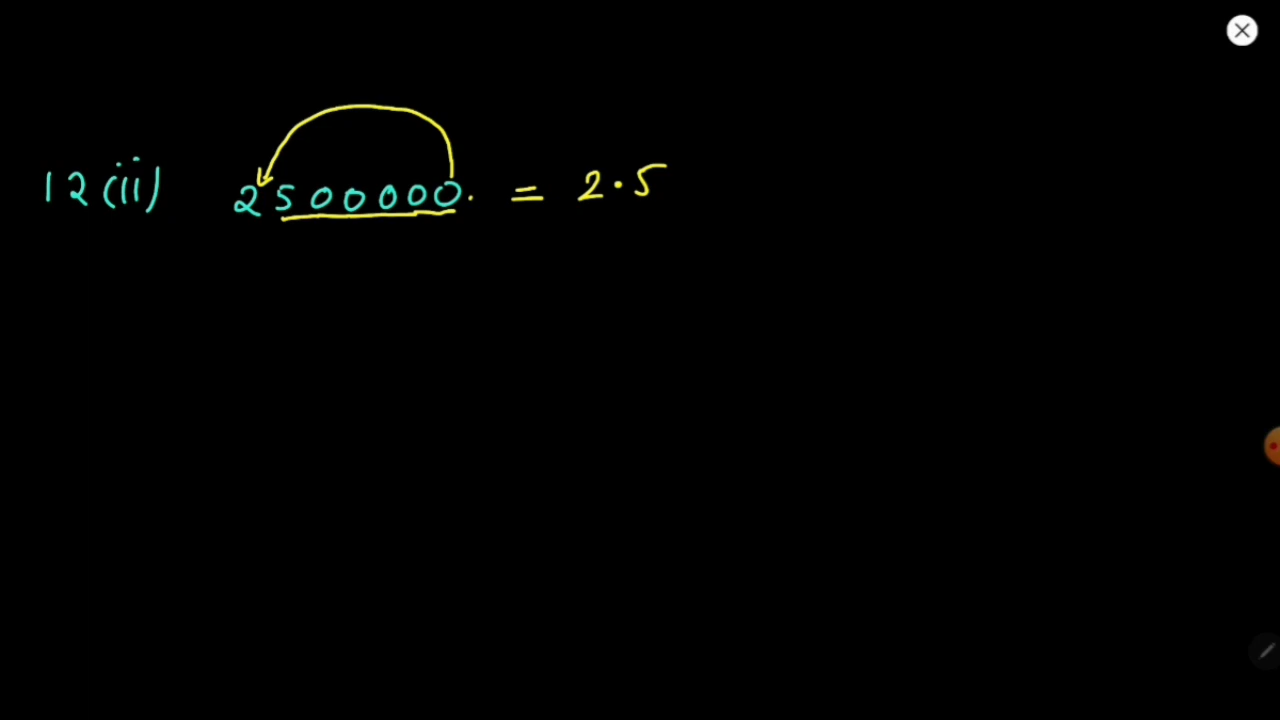 12(ii) 2500000. = 2.5